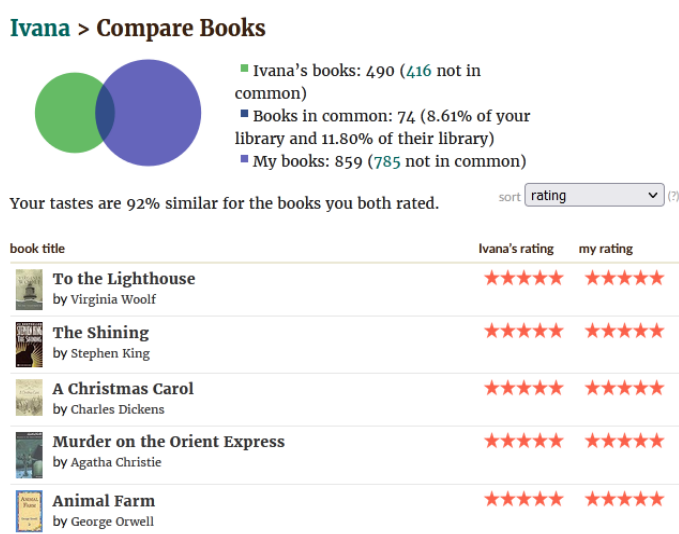 Ivana > Compare Books
Ivana's books: 490 (416 not in
common)
Books in common: 74 (8.61% of your
library and 11.80% of their library)
My books: 859 (785 not in common)
Your tastes are 92% similar for the books you both rated.
sort rating (?)
book title Ivana's rating my rating
To the Lighthouse
by Virginia Woolf
The Shining
by Stephen King
A Christmas Carol
by Charles Dickens
Murder on the Orient Express
by Agatha Christie
Animal Farm
by George Orwell